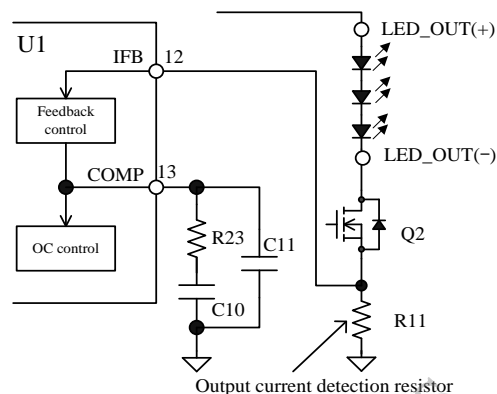 U1
LED_OUT(+)
IFB
12
Feedback
control
COMP
13
LED_OUT(−)
OC control
R23
C11
Q2
C10
R11
Output current detection resistor